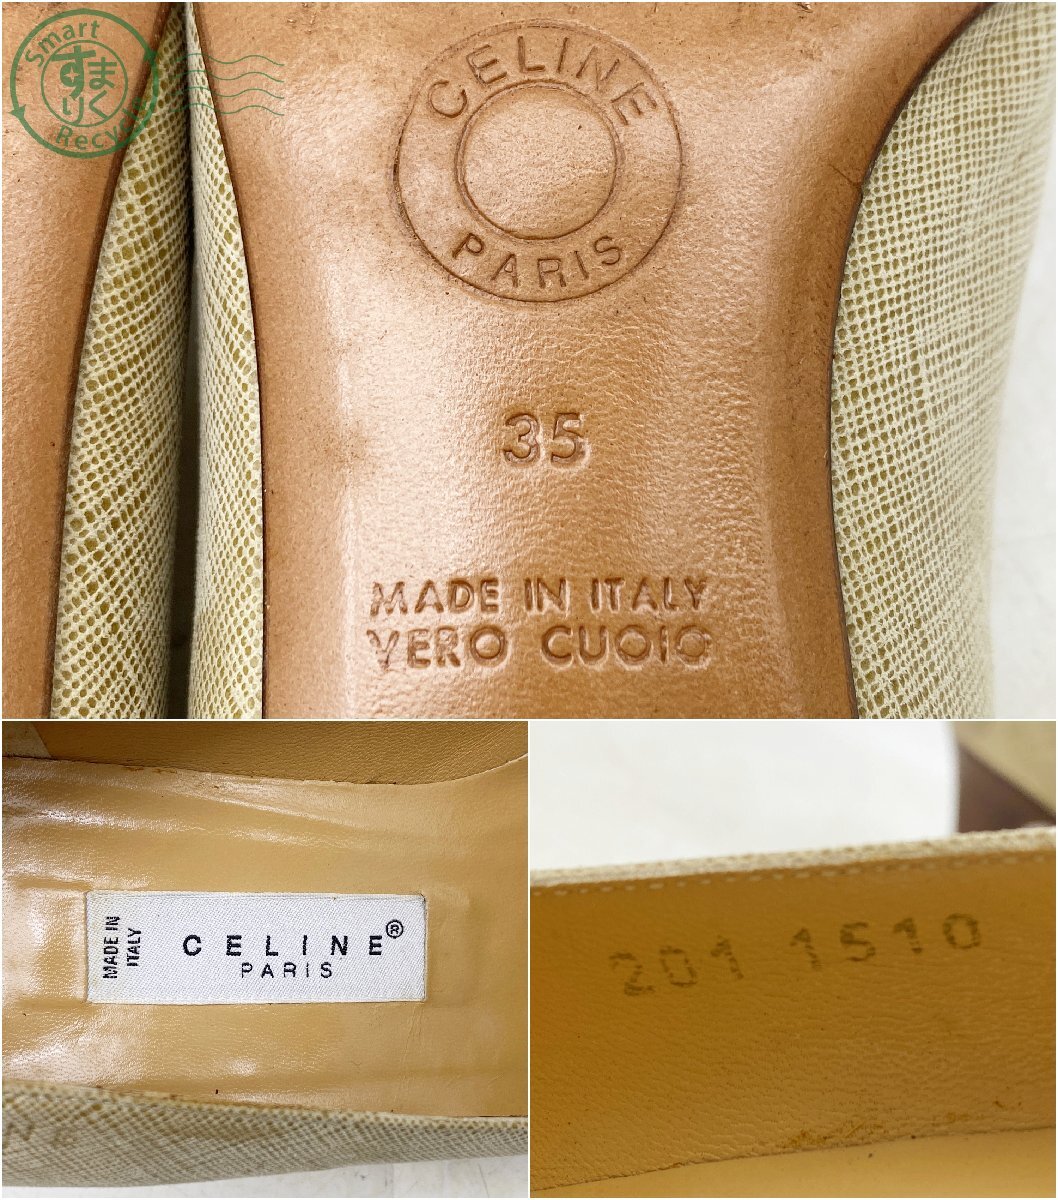 Smart
すまりく
Recycle
CELINE
PARIS
35
MADE IN ITALY
VERO CUOIO
MADE IN
ITALY
CELINE®
PARIS
201 1510